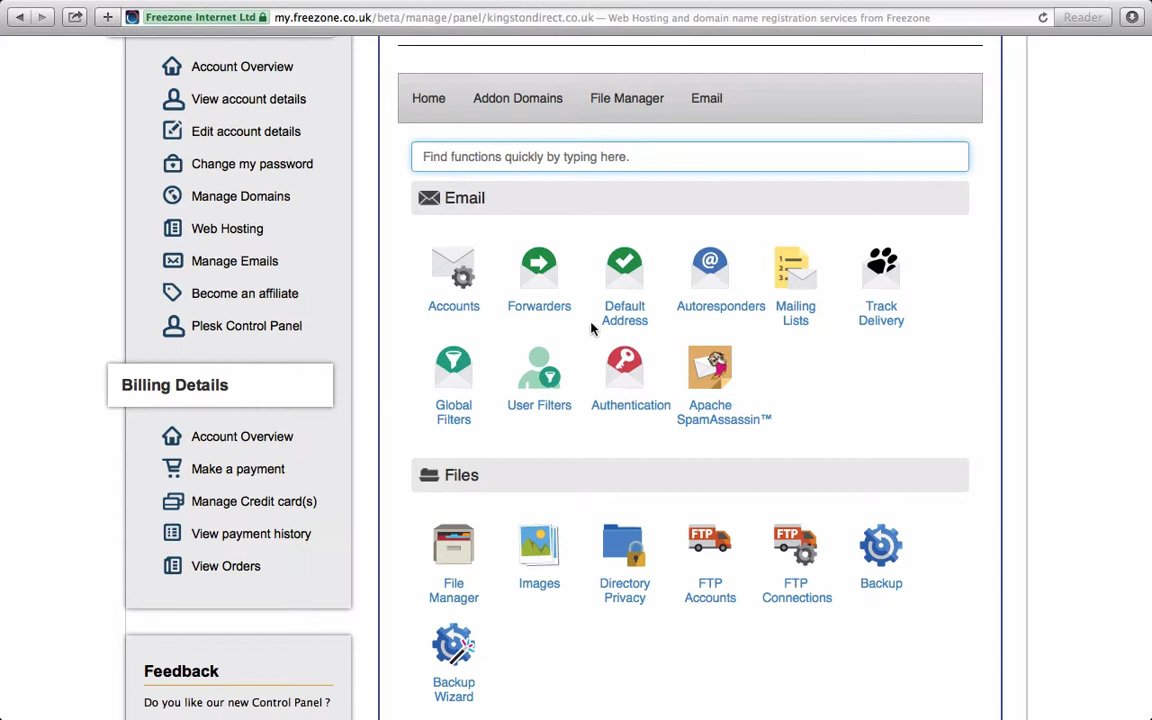 Freezone Internet Ltd my.freezone.co.uk/beta/manage/panel/kingstondirect.co.uk — Web Hosting and domain name registration services from Freezone Reader
Account Overview
View account details
Edit account details
Change my password
Manage Domains
Web Hosting
Manage Emails
Become an affiliate
Plesk Control Panel
Billing Details
Account Overview
Make a payment
Manage Credit card(s)
View payment history
View Orders
Feedback
Do you like our new Control Panel ?
Home Addon Domains File Manager Email
Find functions quickly by typing here.
Email
Accounts Forwarders Default Autoresponders Mailing Track
Address Lists Delivery
Global User Filters Authentication Apache
Filters SpamAssassin™
Files
File Images Directory FTP FTP Backup
Manager Privacy Accounts Connections
Backup
Wizard